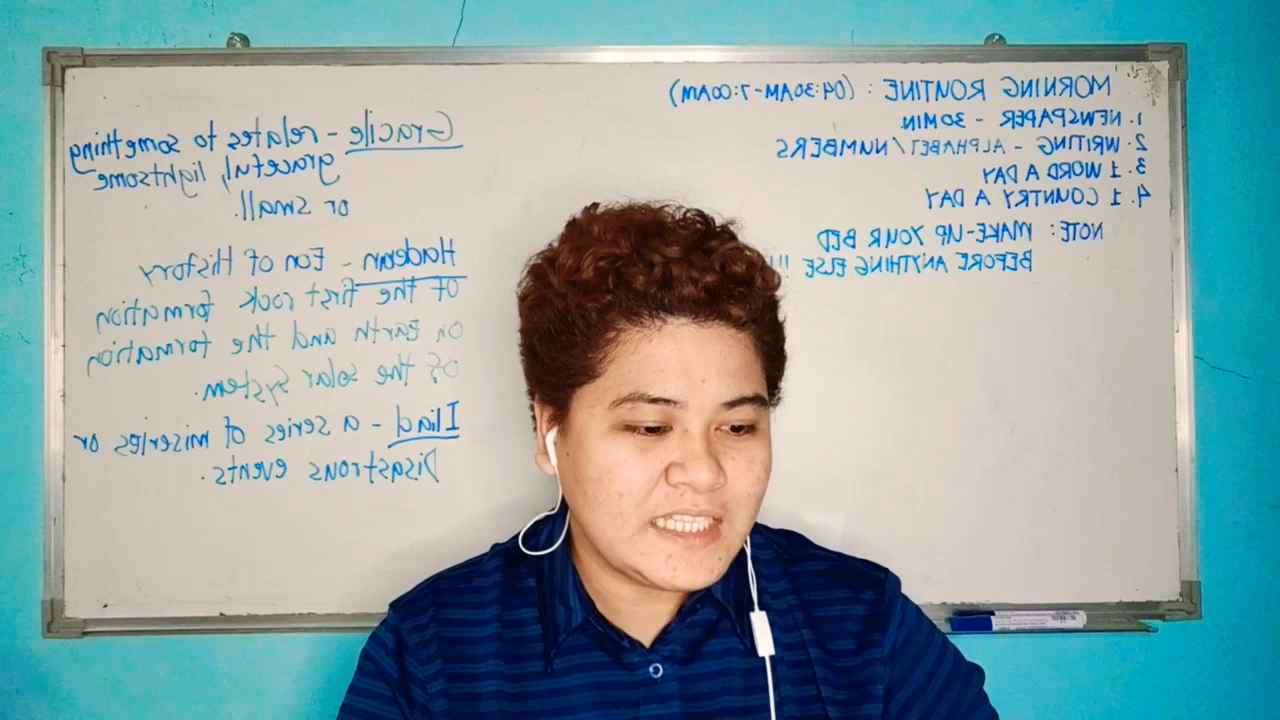 MORNING ROUTINE : (04:30AM-7:00AM)
1. NEWSPAPER - 30MIN
2. WRITING - ALPHABET/NUMBERS
3. 1 WORD A DAY
4. 1 COUNTRY A DAY
NOTE: MAKE-UP YOUR BED
BEFORE ANYTHING ELSE !!!
Gracile - relates to something
graceful, lightsome
or small.
Hadean - Eon of History
of the first rock formation
on Earth and the formation
of the solar system.
Iliad - a series of miseries or
Disastrous events.